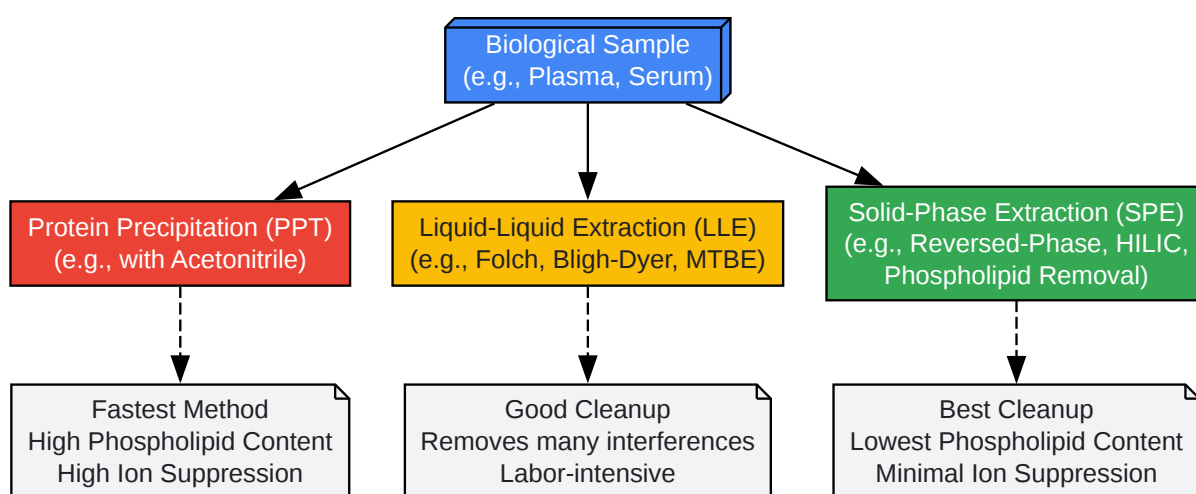 Biological Sample
(e.g., Plasma, Serum)
Protein Precipitation (PPT)
(e.g., with Acetonitrile)
Liquid-Liquid Extraction (LLE)
(e.g., Folch, Bligh-Dyer, MTBE)
Solid-Phase Extraction (SPE)
(e.g., Reversed-Phase, HILIC,
Phospholipid Removal)
Fastest Method
High Phospholipid Content
High Ion Suppression
Good Cleanup
Removes many interferences
Labor-intensive
Best Cleanup
Lowest Phospholipid Content
Minimal Ion Suppression